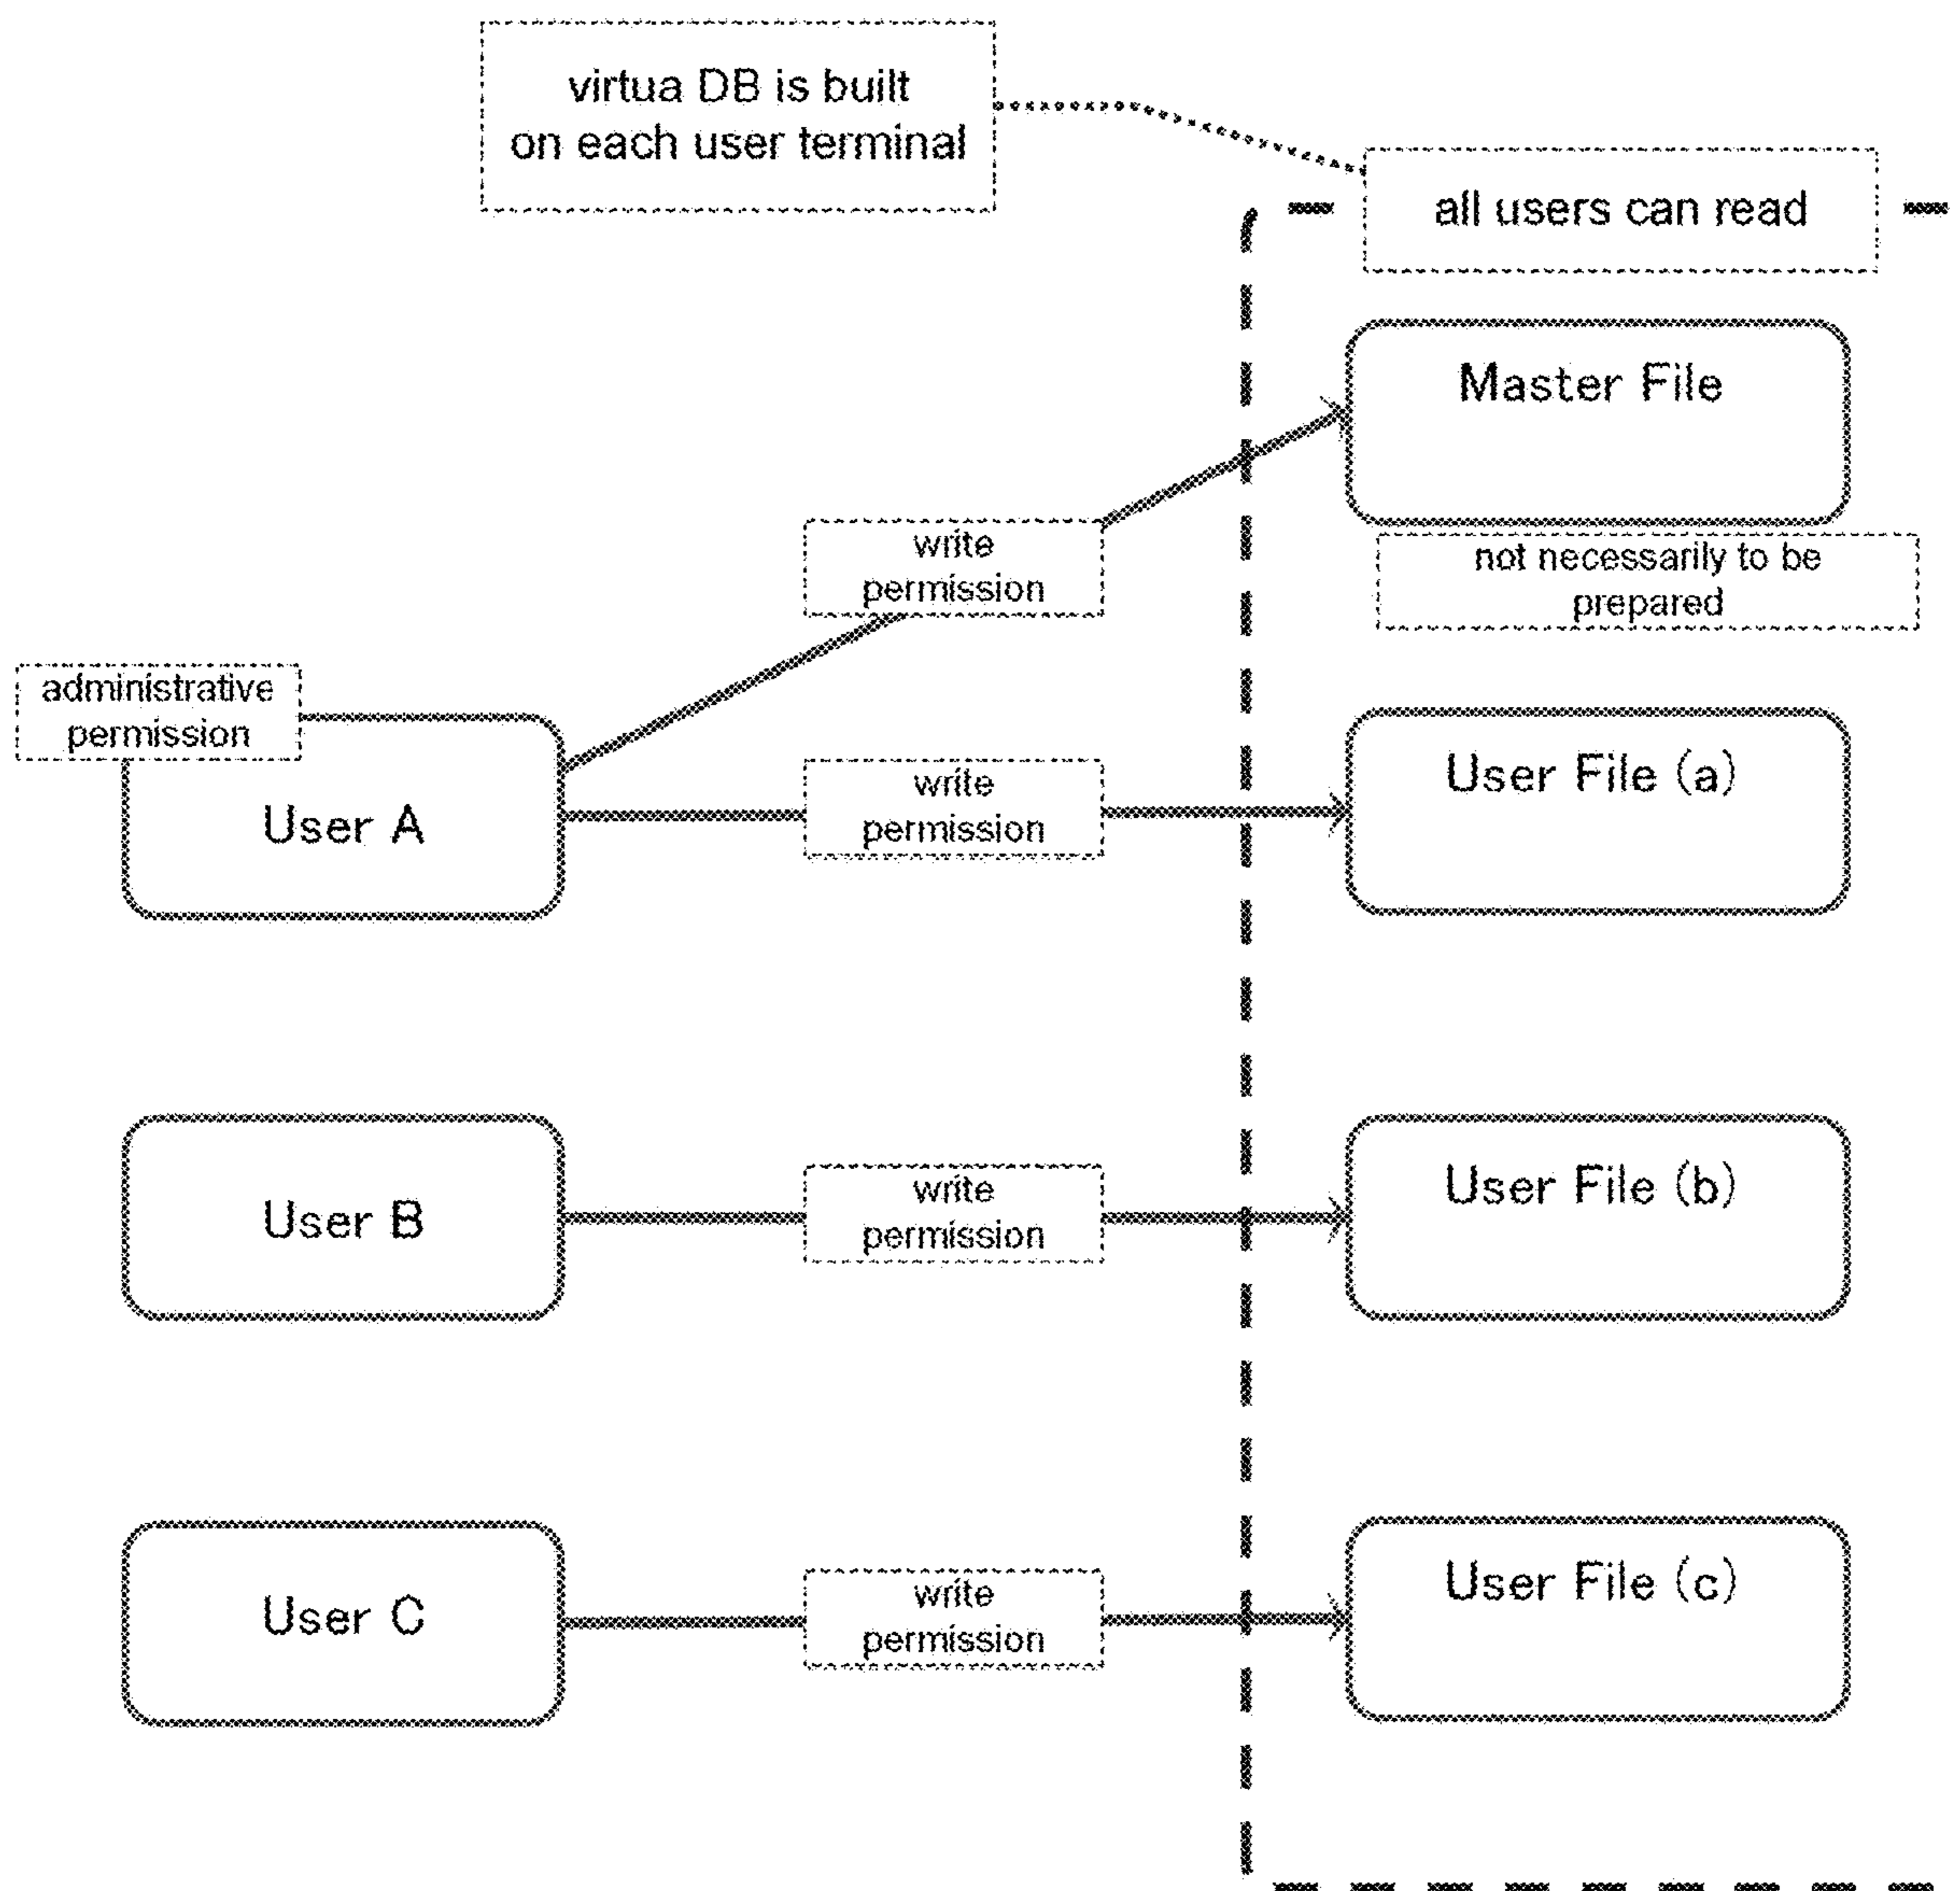 virtua DB is built
on each user terminal
all users can read
Master File
write
permission
not necessarily to be
prepared
administrative
permission
User A
write
permission
User File (a)
User B
write
permission
User File (b)
User C
write
permission
User File (c)